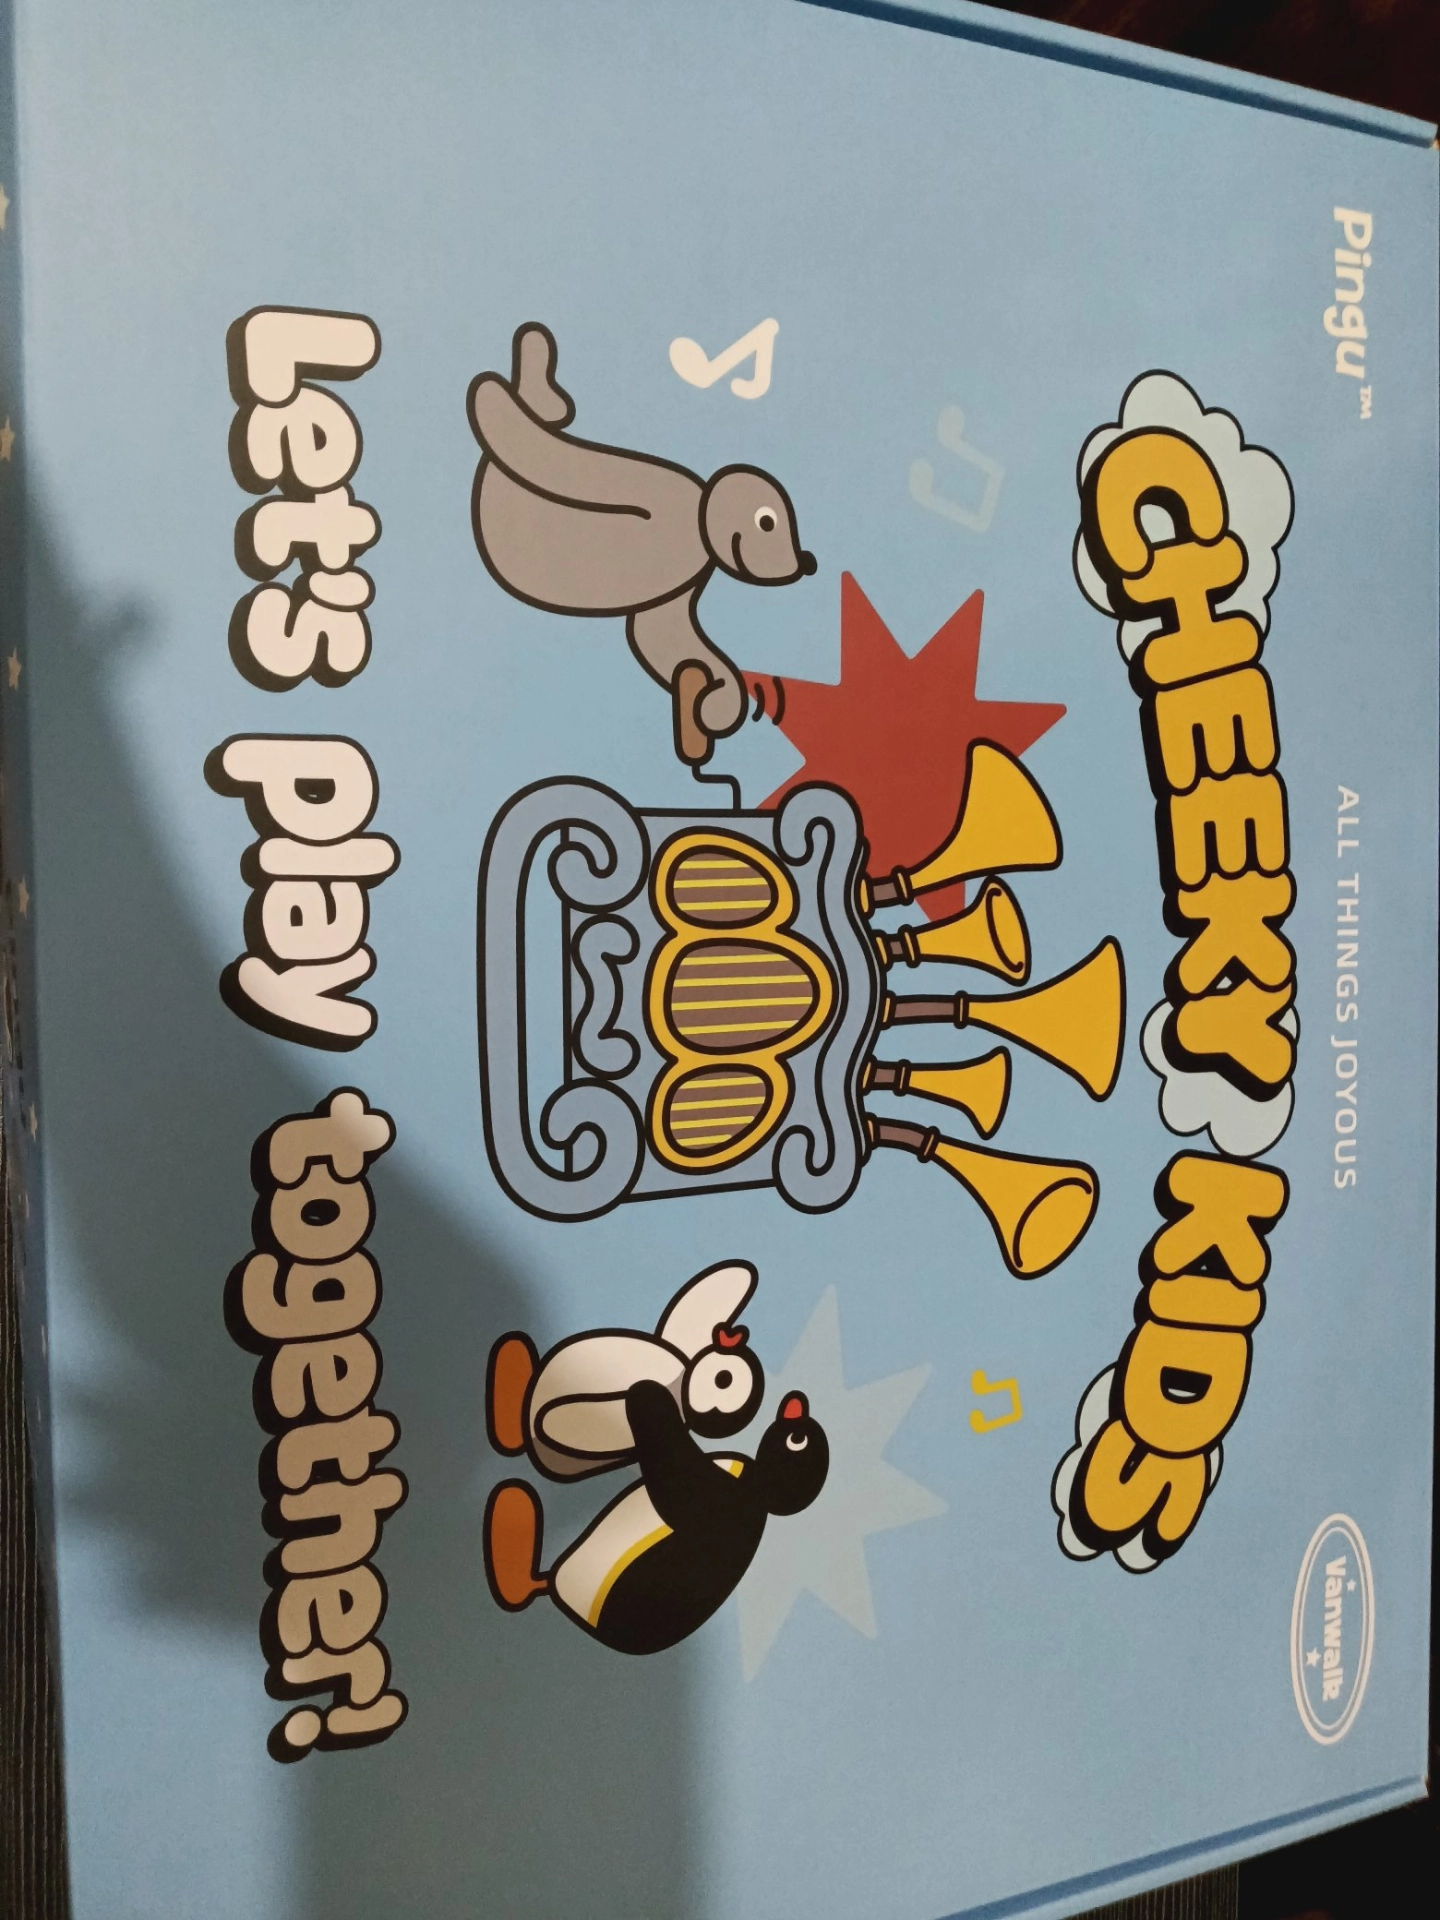 Pingu™
ALL THINGS JOYOUS
Vanwalk
CHEEKY KIDS
Let's play together!